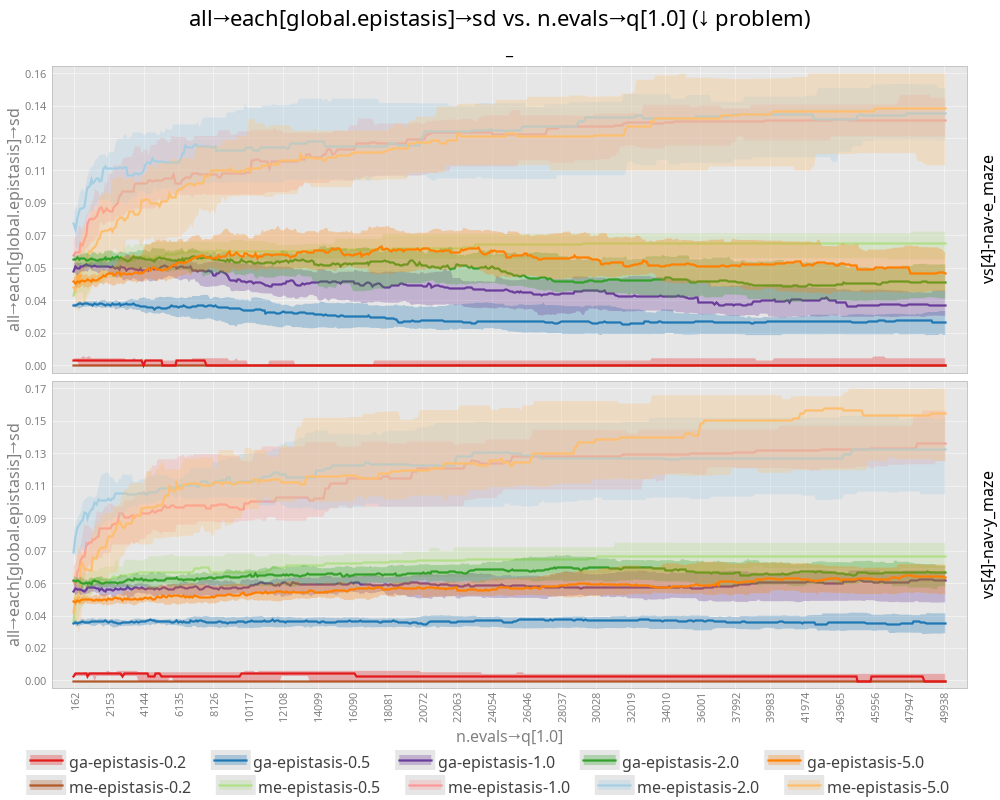 all→each[global.epistasis]→sd vs. n.evals→q[1.0] (↓ problem)
_
all→each[global.epistasis]→sd
0.16
0.14
0.13
0.11
0.09
0.07
0.05
0.04
0.02
0.00
vs[4]-nav-e_maze
all→each[global.epistasis]→sd
0.17
0.15
0.13
0.11
0.09
0.07
0.06
0.04
0.02
0.00
vs[4]-nav-y_maze
162 2153 4144 6135 8126 10117 12108 14099 16090 18081 20072 22063 24054 26046 28037 30028 32019 34010 36001 37992 39983 41974 43965 45956 47947 49938
n.evals→q[1.0]
ga-epistasis-0.2 ga-epistasis-0.5 ga-epistasis-1.0 ga-epistasis-2.0 ga-epistasis-5.0
me-epistasis-0.2 me-epistasis-0.5 me-epistasis-1.0 me-epistasis-2.0 me-epistasis-5.0